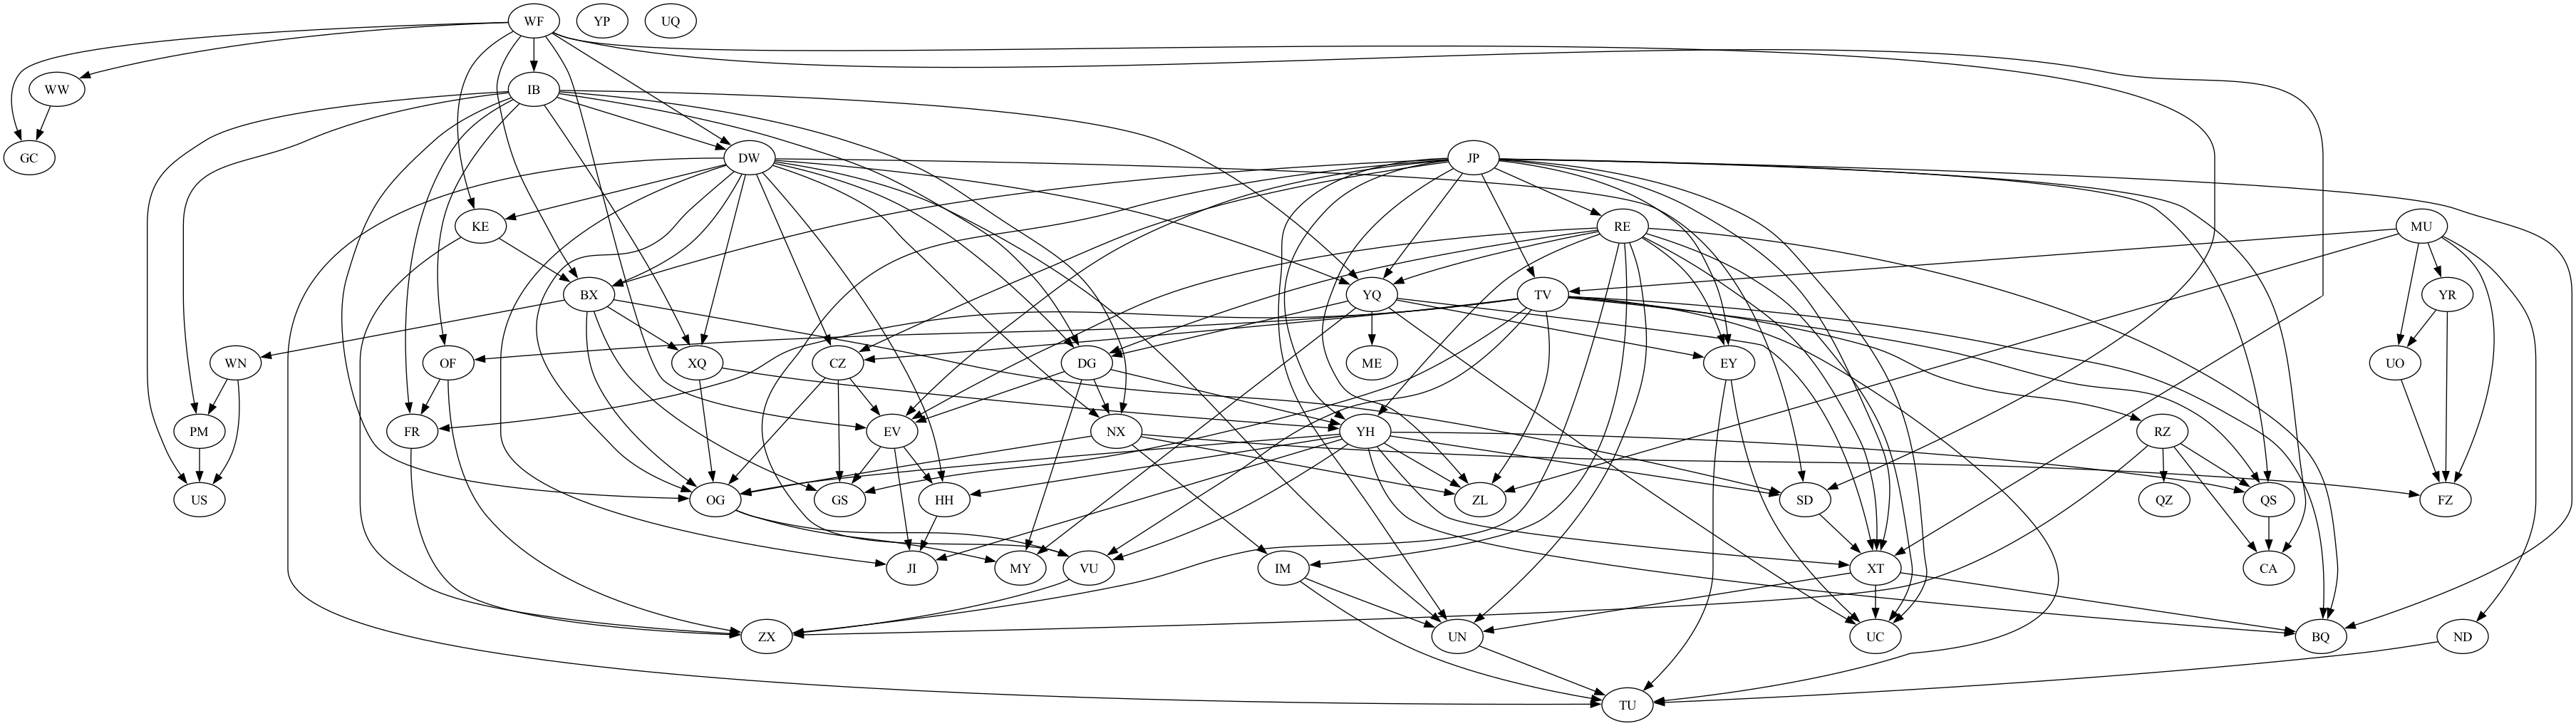 WF YP UQ
WW IB
GC DW JP
KE RE MU
BX YQ TV YR
WN OF XQ CZ DG ME EY UO
PM FR EV NX YH RZ
US OG GS HH ZL SD QZ QS FZ
JI MY VU IM XT CA
ZX UN UC BQ ND
TU